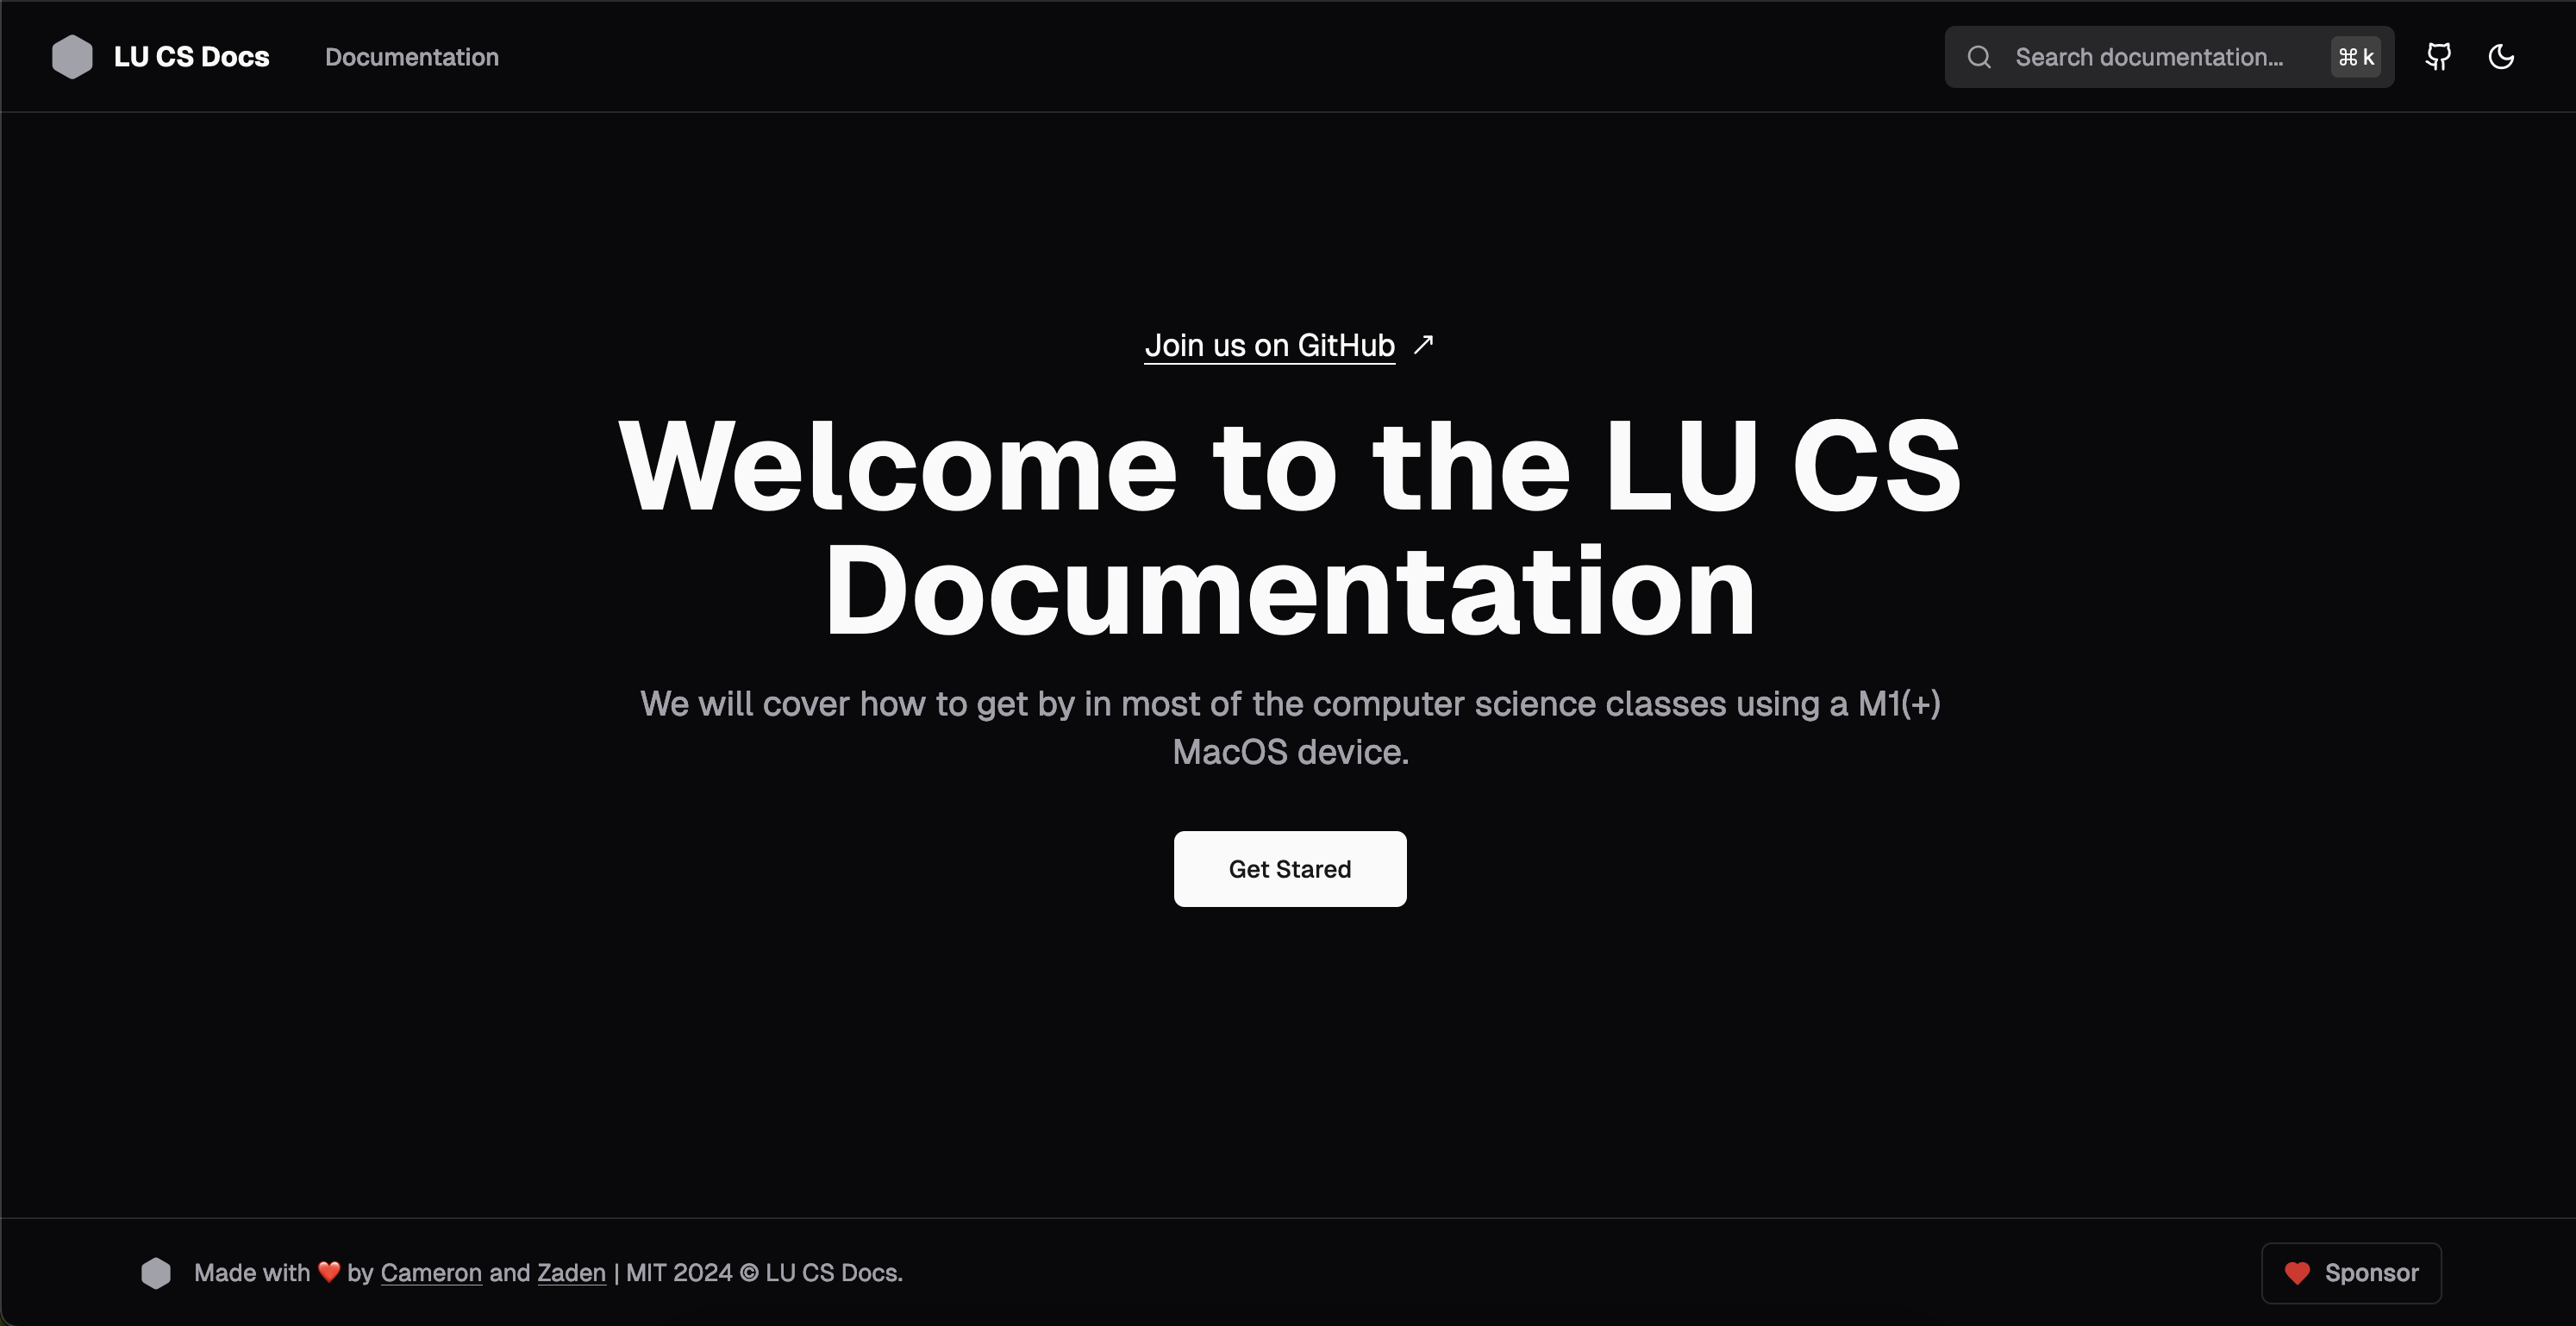 LU CS Docs
Documentation
Search documentation...
⌘ k
Join us on GitHub ↗
Welcome to the LU CS
Documentation
We will cover how to get by in most of the computer science classes using a M1(+)
MacOS device.
Get Stared
Made with ❤️ by Cameron and Zaden | MIT 2024 © LU CS Docs.
Sponsor